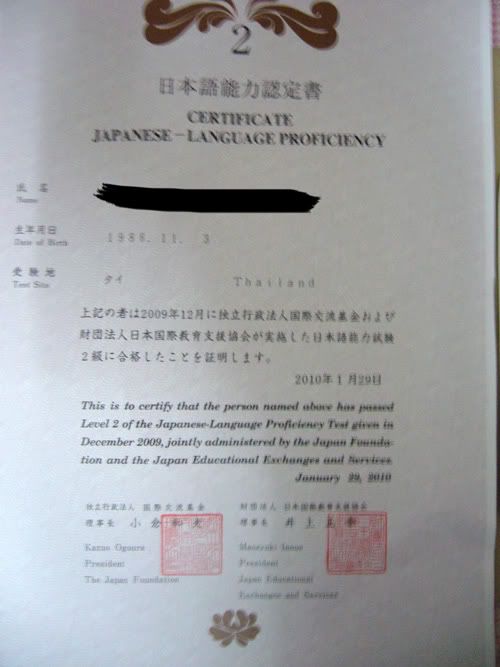 2
日本語能力認定書
CERTIFICATE
JAPANESE-LANGUAGE PROFICIENCY
氏名
Name
生年月日
Date of Birth
1988. 11. 3
受験地
Test Site
タイ Thailand
上記の者は2009年12月に独立行政法人国際交流基金および
財団法人日本国際教育支援協会が実施した日本語能力試験
2級に合格したことを証明します。
2010年1月29日
This is to certify that the person named above has passed
Level 2 of the Japanese-Language Proficiency Test given in
December 2009, jointly administered by the Japan Founda-
tion and the Japan Educational Exchanges and Services.
January 29, 2010
独立行政法人 国際交流基金
理事長 小倉和夫
Kazuo Ogoura
President
The Japan Foundation
財団法人 日本国際教育支援協会
理事長 井上正幸
Masayuki Inoue
President
Japan Educational
Exchanges and Services